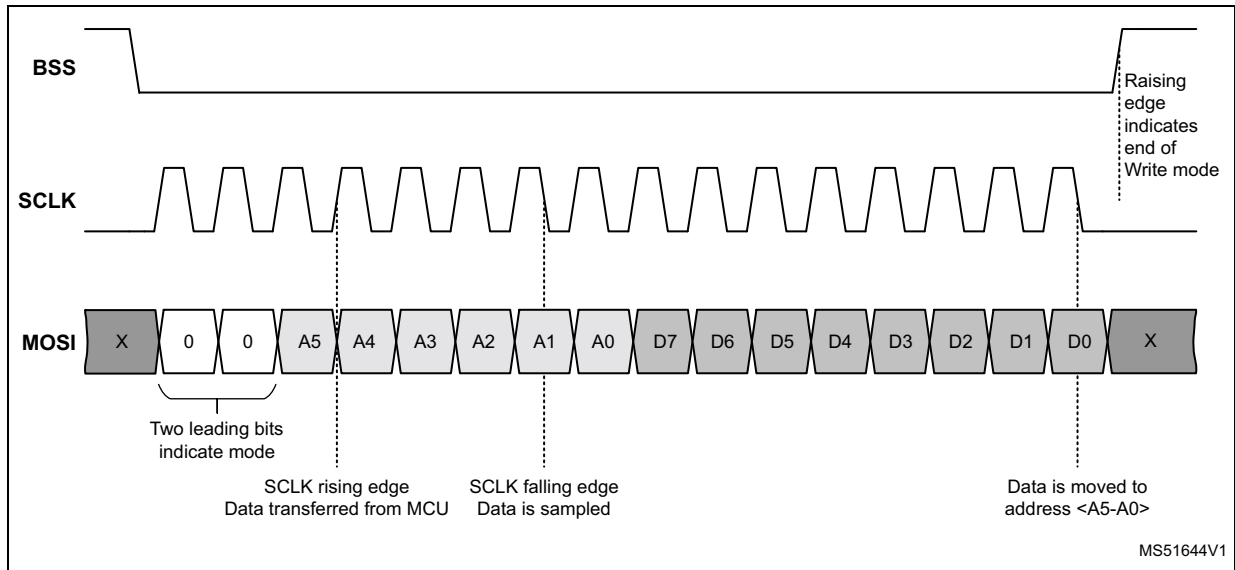 BSS
Raising
edge
indicates
end of
Write mode
SCLK
MOSI X 0 0 A5 A4 A3 A2 A1 A0 D7 D6 D5 D4 D3 D2 D1 D0 X
Two leading bits
indicate mode
SCLK rising edge
Data transferred from MCU
SCLK falling edge
Data is sampled
Data is moved to
address <A5-A0>
MS51644V1